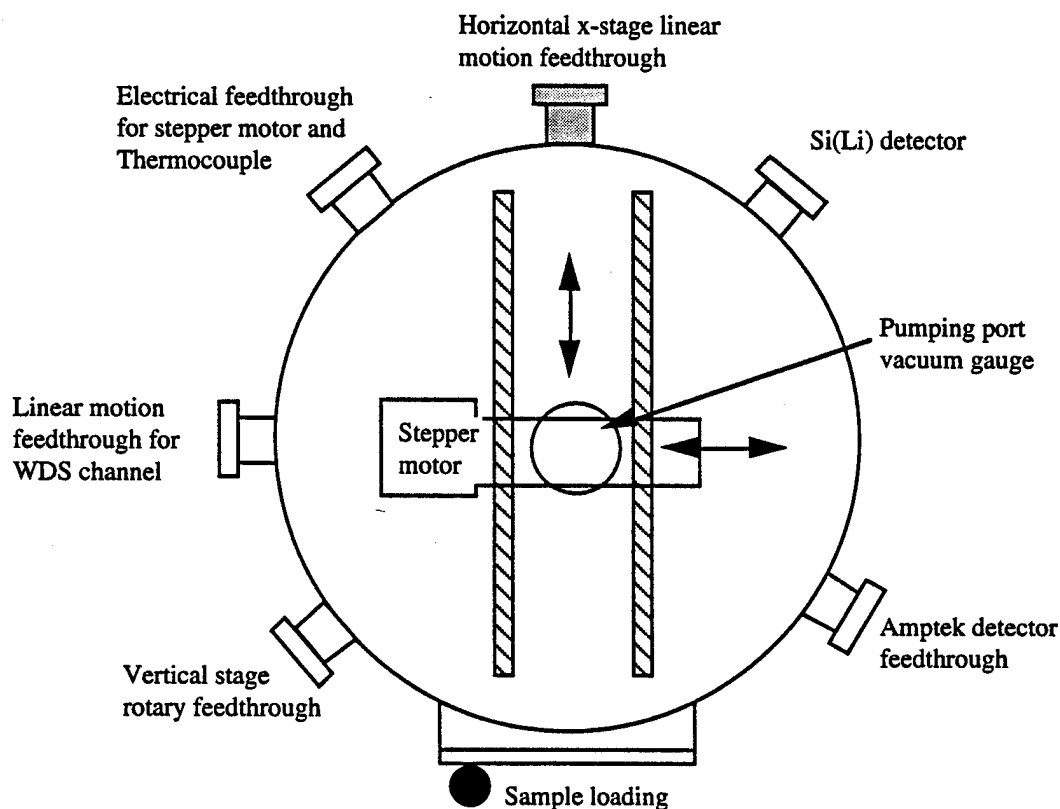 Horizontal x-stage linear
motion feedthrough
Electrical feedthrough
for stepper motor and
Thermocouple
Si(Li) detector
Pumping port
vacuum gauge
Linear motion
feedthrough for
WDS channel
Stepper
motor
Amptek detector
feedthrough
Vertical stage
rotary feedthrough
Sample loading